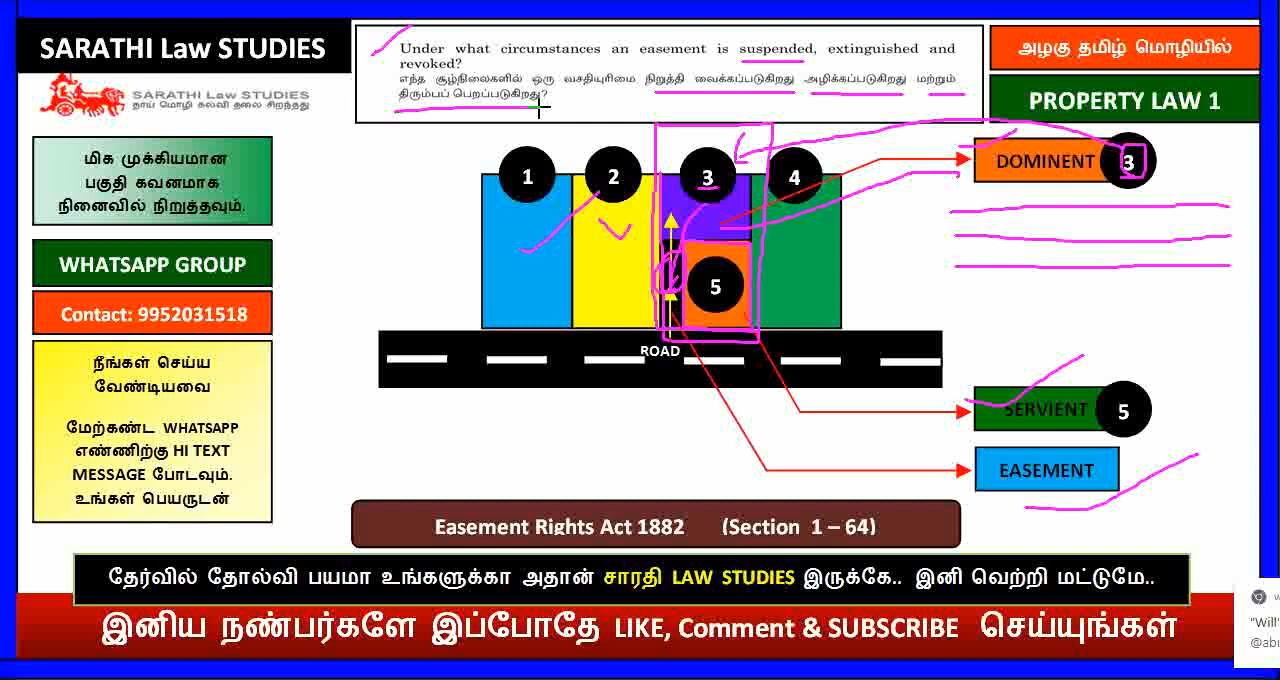 SARATHI Law STUDIES
SARATHI Law STUDIES
தாய் மொழி கல்வி தலை சிறந்தது
Under what circumstances an easement is suspended, extinguished and
revoked?
எந்த சூழ்நிலைகளில் ஒரு வசதியுரிமை நிறுத்தி வைக்கப்படுகிறது அழிக்கப்படுகிறது மற்றும்
திரும்பப் பெறப்படுகிறது?
அழகு தமிழ் மொழியில்
PROPERTY LAW 1
மிக முக்கியமான
பகுதி கவனமாக
நினைவில் நிறுத்தவும்.
WHATSAPP GROUP
Contact: 9952031518
நீங்கள் செய்ய
வேண்டியவை
மேற்கண்ட WHATSAPP
எண்ணிற்கு HI TEXT
MESSAGE போடவும்.
உங்கள் பெயருடன்
1
2
3
4
5
ROAD
DOMINENT 3
SERVIENT 5
EASEMENT
Easement Rights Act 1882 (Section 1 – 64)
தேர்வில் தோல்வி பயமா உங்களுக்கா அதான் சாரதி LAW STUDIES இருக்கே.. இனி வெற்றி மட்டுமே..
இனிய நண்பர்களே இப்போதே LIKE, Comment & SUBSCRIBE செய்யுங்கள்